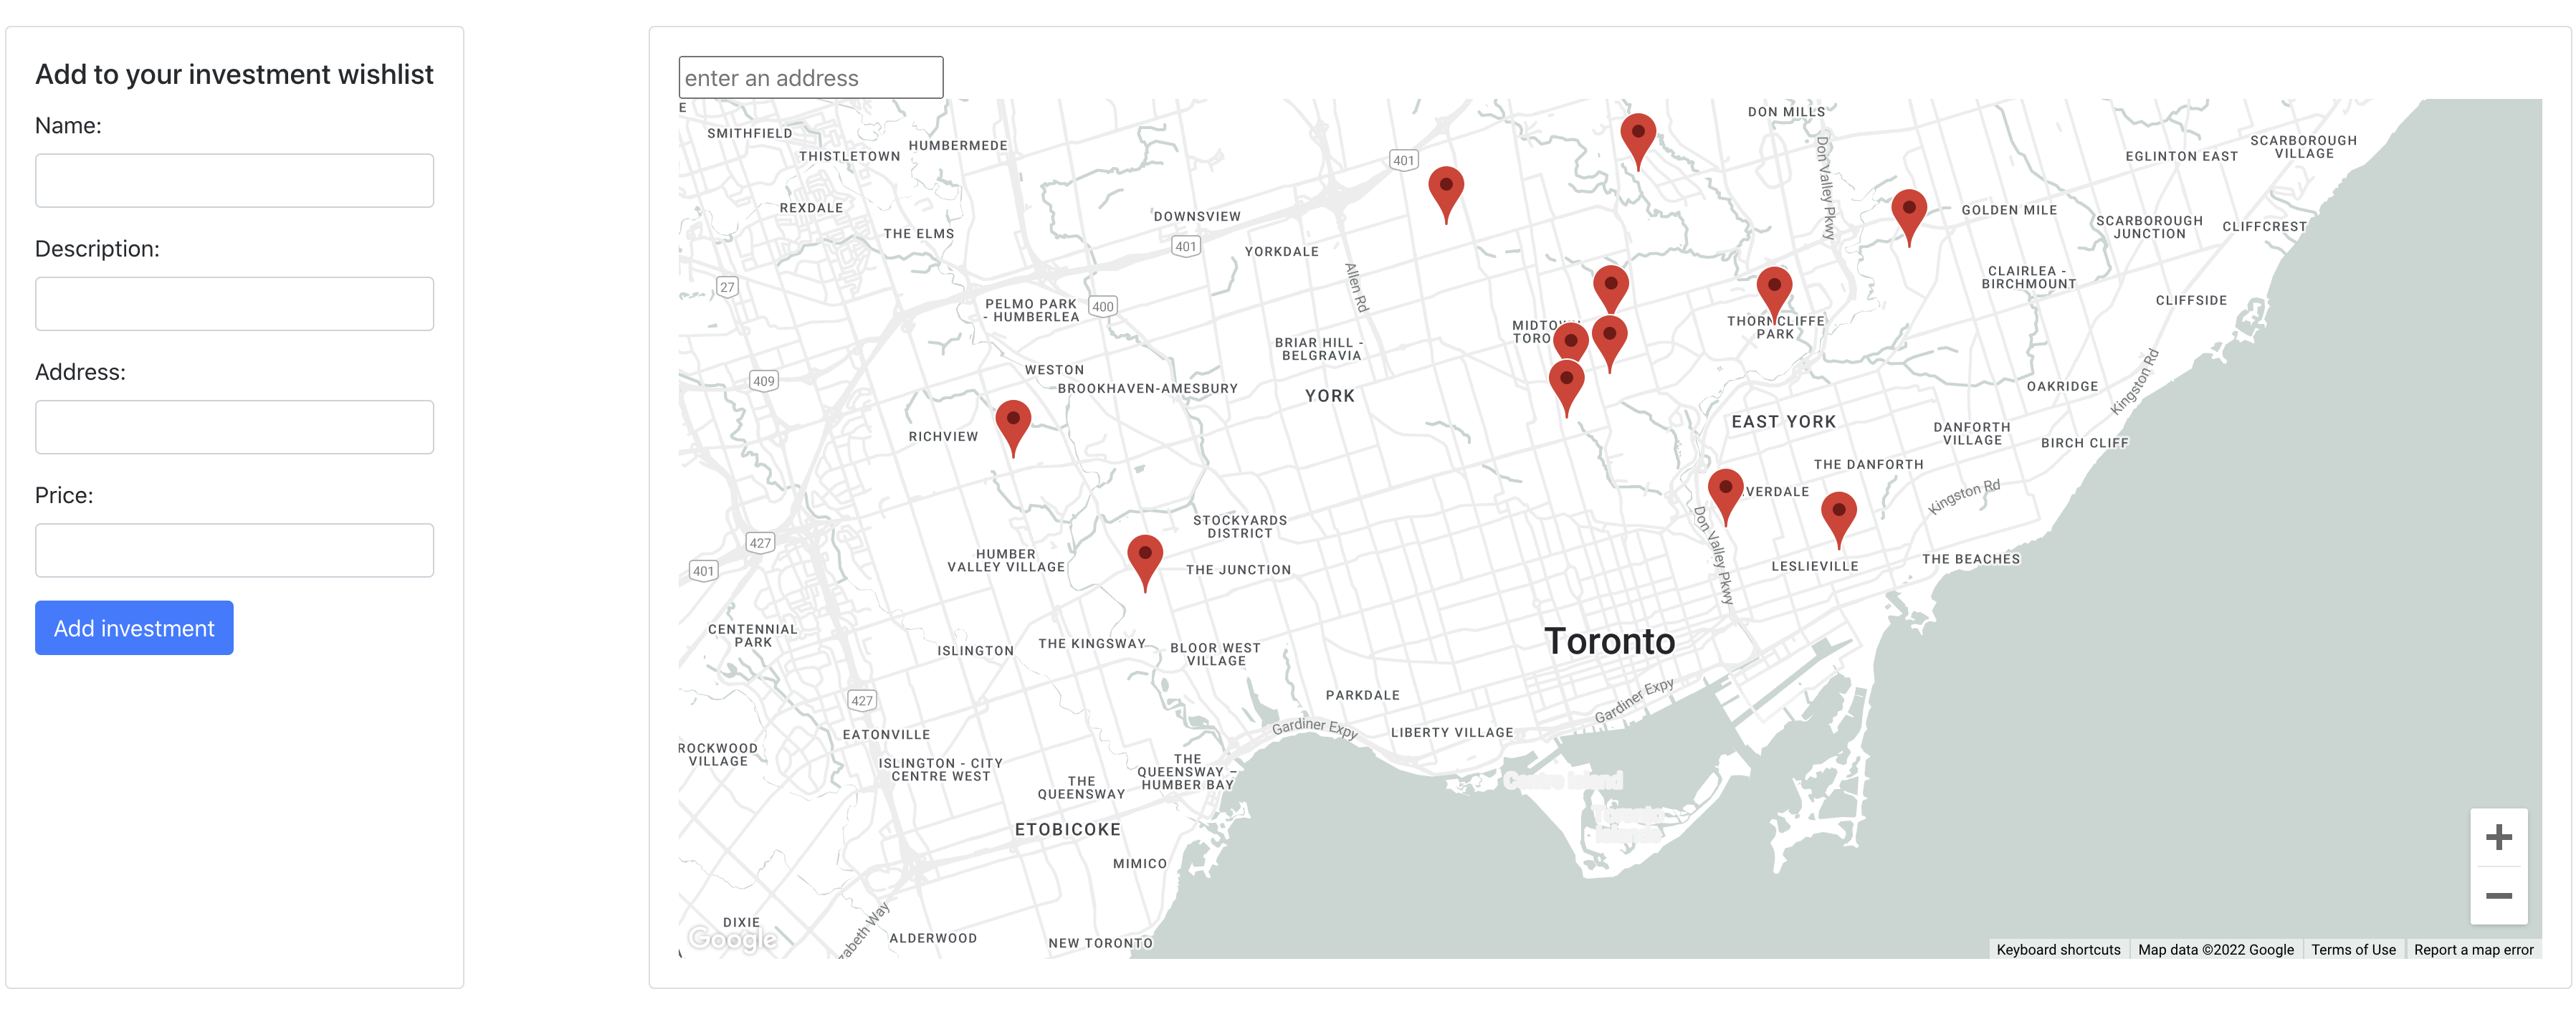 Add to your investment wishlist
Name:
Description:
Address:
Price:
Add investment
enter an address
E
SMITHFIELD
THISTLETOWN
HUMBERMEDE
REXDALE
THE ELMS
DOWNSVIEW
YORKDALE
401
401
Allen Rd
DON MILLS
Don Valley Pkwy
EGLINTON EAST
SCARBOROUGH
VILLAGE
GOLDEN MILE
SCARBOROUGH
JUNCTION
CLIFFCREST
CLAIRLEA -
BIRCHMOUNT
CLIFFSIDE
27
PELMO PARK
- HUMBERLEA
400
409
WESTON
BROOKHAVEN-AMESBURY
BRIAR HILL -
BELGRAVIA
YORK
MIDTOWN
TORO
THORNCLIFFE
PARK
OAKRIDGE
Kingston Rd
EAST YORK
DANFORTH
VILLAGE
BIRCH CLIFF
RICHVIEW
THE DANFORTH
VERDALE
Kingston Rd
Don Valley Pkwy
LESLIEVILLE
THE BEACHES
STOCKYARDS
DISTRICT
427
401
HUMBER
VALLEY VILLAGE
THE JUNCTION
CENTENNIAL
PARK
ISLINGTON
THE KINGSWAY
BLOOR WEST
VILLAGE
Toronto
PARKDALE
Gardiner Expy
Gardiner Expy
LIBERTY VILLAGE
427
EATONVILLE
ROCKWOOD
VILLAGE
ISLINGTON - CITY
CENTRE WEST
THE
QUEENSWAY
THE
QUEENSWAY –
HUMBER BAY
Centre Island
Toronto
Islands
ETOBICOKE
MIMICO
DIXIE
zabeth Way
ALDERWOOD
NEW TORONTO
Google
+
−
Keyboard shortcuts
Map data ©2022 Google
Terms of Use
Report a map error